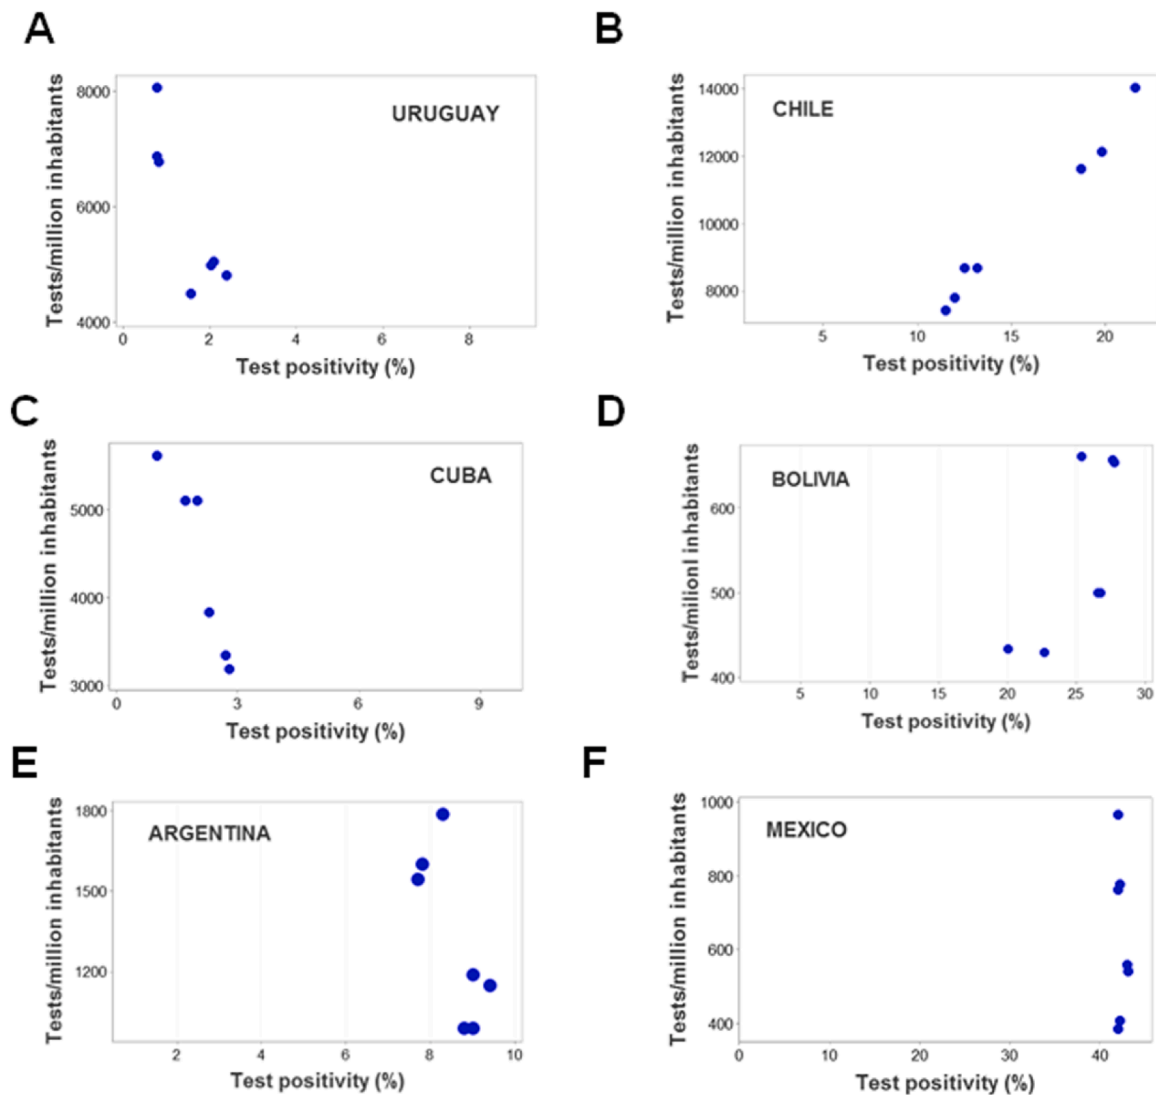 A
B
URUGUAY
CHILE
Tests/million inhabitants
8000
6000
4000
0 2 4 6 8
Test positivity (%)
Tests/million inhabitants
14000
12000
10000
8000
5 10 15 20
Test positivity (%)
C
D
CUBA
BOLIVIA
Tests/million inhabitants
5000
4000
3000
0 3 6 9
Test positivity (%)
Tests/milionl inhabitants
600
500
400
5 10 15 20 25 30
Test positivity (%)
E
F
ARGENTINA
MEXICO
Tests/million inhabitants
1800
1500
1200
2 4 6 8 10
Test positivity (%)
Tests/million inhabitants
1000
800
600
400
0 10 20 30 40
Test positivity (%)